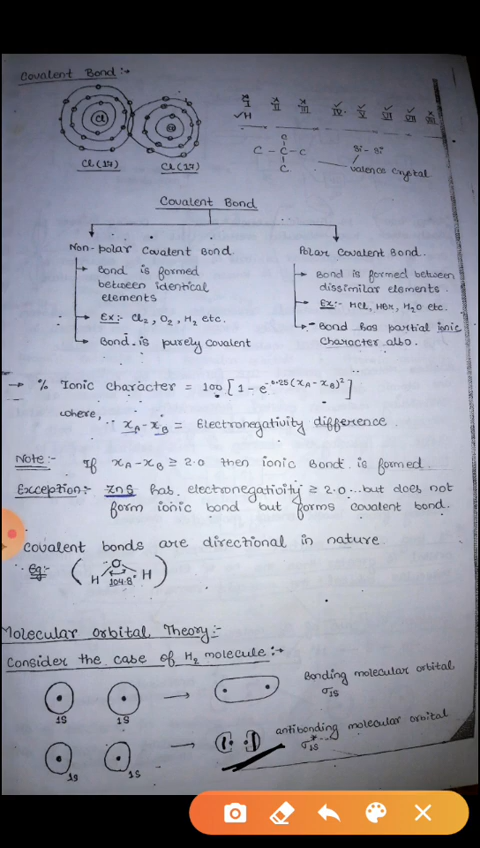 Covalent Bond:→
I II III IV V VI VII VIII
H
Cl
Cl (17) Cl (17)
C
C - C - C
C
Si - Si
valence crystal
Covalent Bond
Non-polar Covalent Bond
→ Bond is formed
between identical
elements
→ Ex:- Cl2, O2, H2 etc.
→ Bond is purely covalent
Polar Covalent Bond.
→ Bond is formed between
dissimilar elements.
→ Ex:- HCl, HBr, H2O etc.
→ Bond has partial ionic
character also.
→ % Ionic character = 100 [1 - e^-0.25(xA - xB)^2]
where, xA - xB = Electronegativity difference.
Note:- If xA - xB ≥ 2.0 then ionic Bond is formed
Exception:- ZnS has electronegativity ≥ 2.0... but does not
form ionic bond but forms covalent bond.
covalent bonds are directional in nature.
Eg:- ( O
H 104.8° H )
Molecular orbital Theory:-
Consider the case of H2 molecule:→
1S 1S → Bonding molecular orbital
σ1S
1S 1S → antibonding molecular orbital
σ*1S